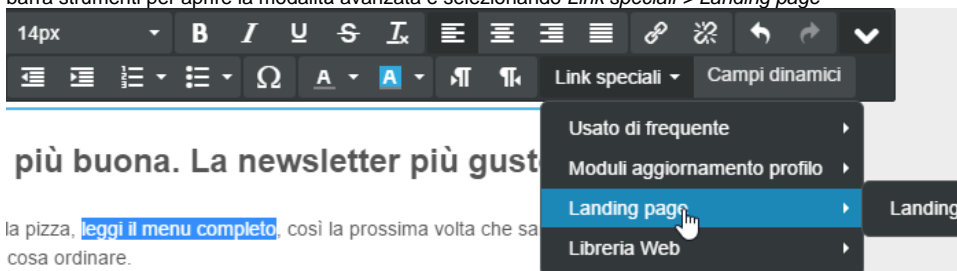 barra strumenti per aprire la modalità avanzata e selezionando Link speciali > Landing page
14px B I U S Ix
Ω A A Link speciali Campi dinamici
Usato di frequente
più buona. La newsletter più gust
Moduli aggiornamento profilo
Landing page Landing
la pizza, leggi il menu completo, così la prossima volta che sa
Libreria Web
cosa ordinare.